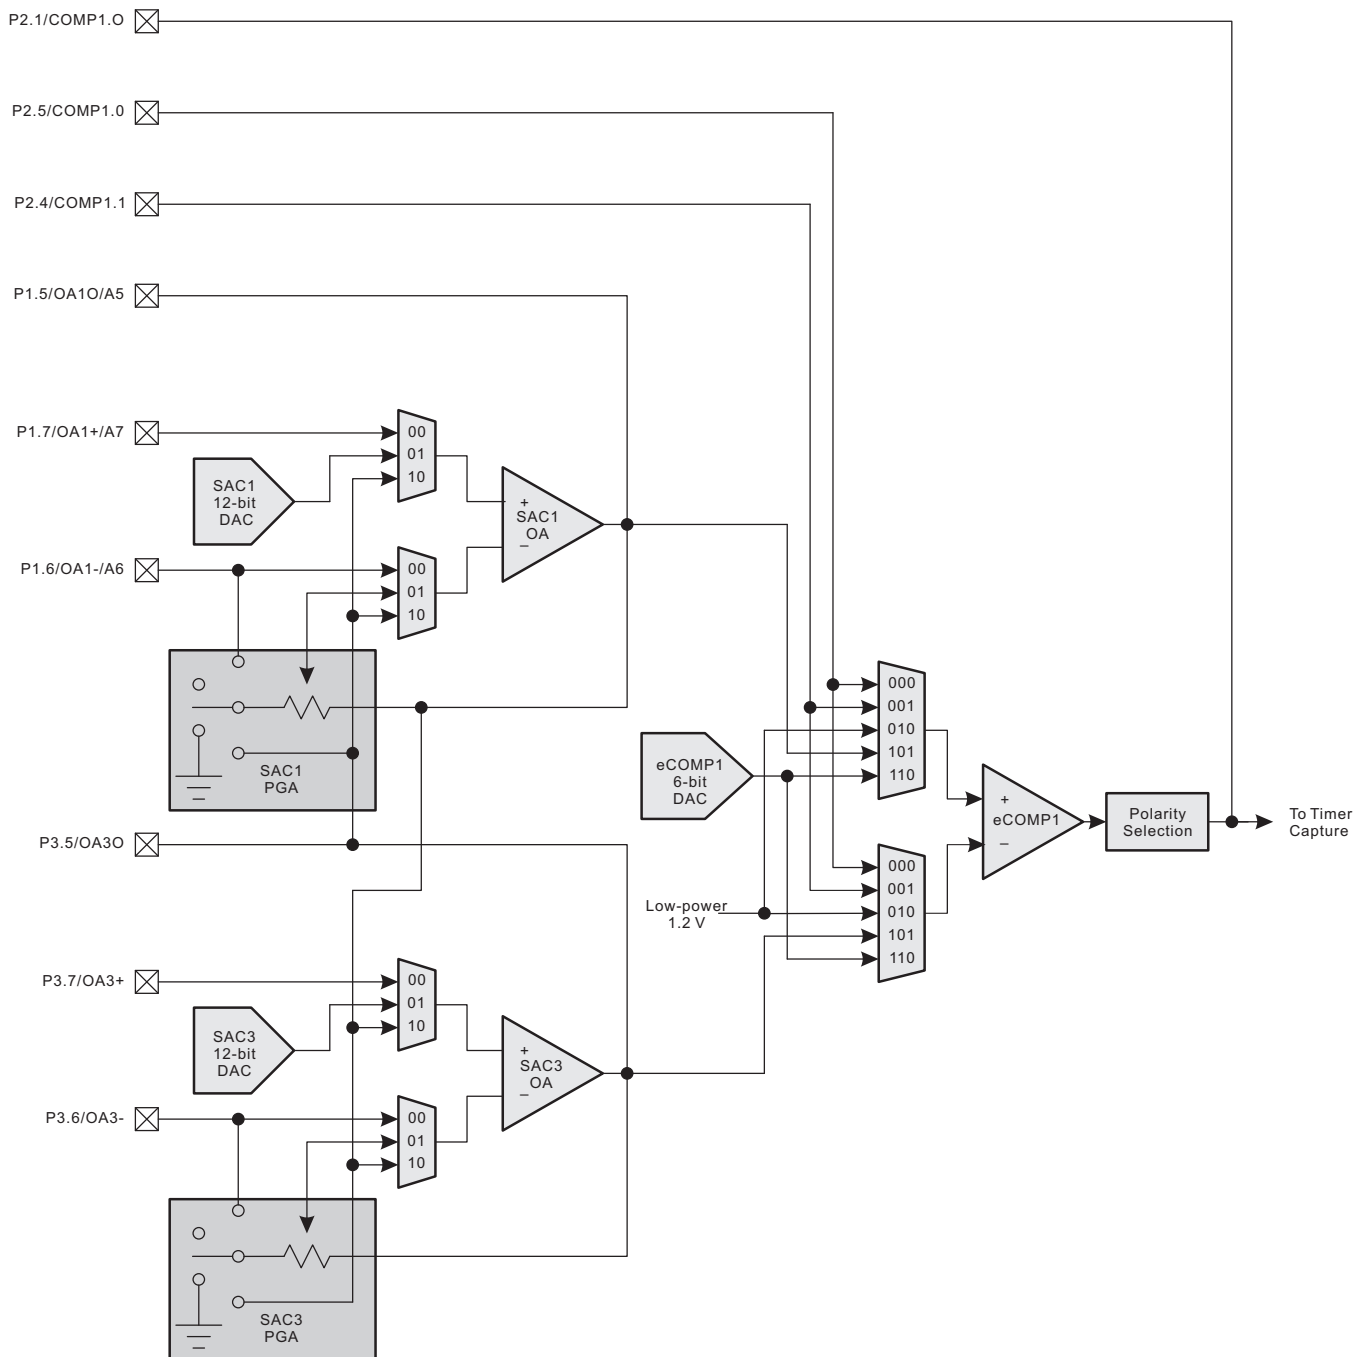 P2.1/COMP1.O
P2.5/COMP1.0
P2.4/COMP1.1
P1.5/OA1O/A5
P1.7/OA1+/A7
00
01
10
SAC1
12-bit
DAC
+
SAC1
OA
–
P1.6/OA1-/A6
00
01
10
SAC1
PGA
000
001
010
101
110
eCOMP1
6-bit
DAC
+
eCOMP1
–
Polarity
Selection
To Timer
Capture
P3.5/OA3O
000
001
010
101
110
Low-power
1.2 V
P3.7/OA3+
00
01
10
SAC3
12-bit
DAC
+
SAC3
OA
–
P3.6/OA3-
00
01
10
SAC3
PGA